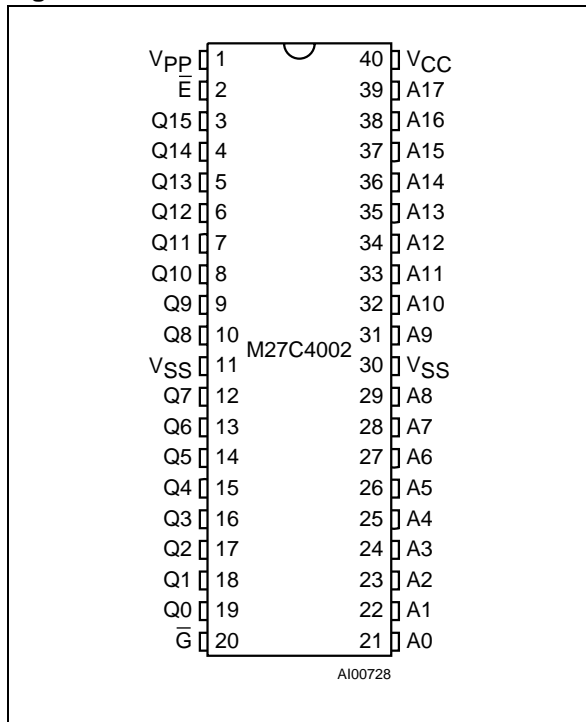 VPP 1 40 VCC
E̅ 2 39 A17
Q15 3 38 A16
Q14 4 37 A15
Q13 5 36 A14
Q12 6 35 A13
Q11 7 34 A12
Q10 8 33 A11
Q9 9 32 A10
Q8 10 31 A9
M27C4002
VSS 11 30 VSS
Q7 12 29 A8
Q6 13 28 A7
Q5 14 27 A6
Q4 15 26 A5
Q3 16 25 A4
Q2 17 24 A3
Q1 18 23 A2
Q0 19 22 A1
G̅ 20 21 A0
AI00728